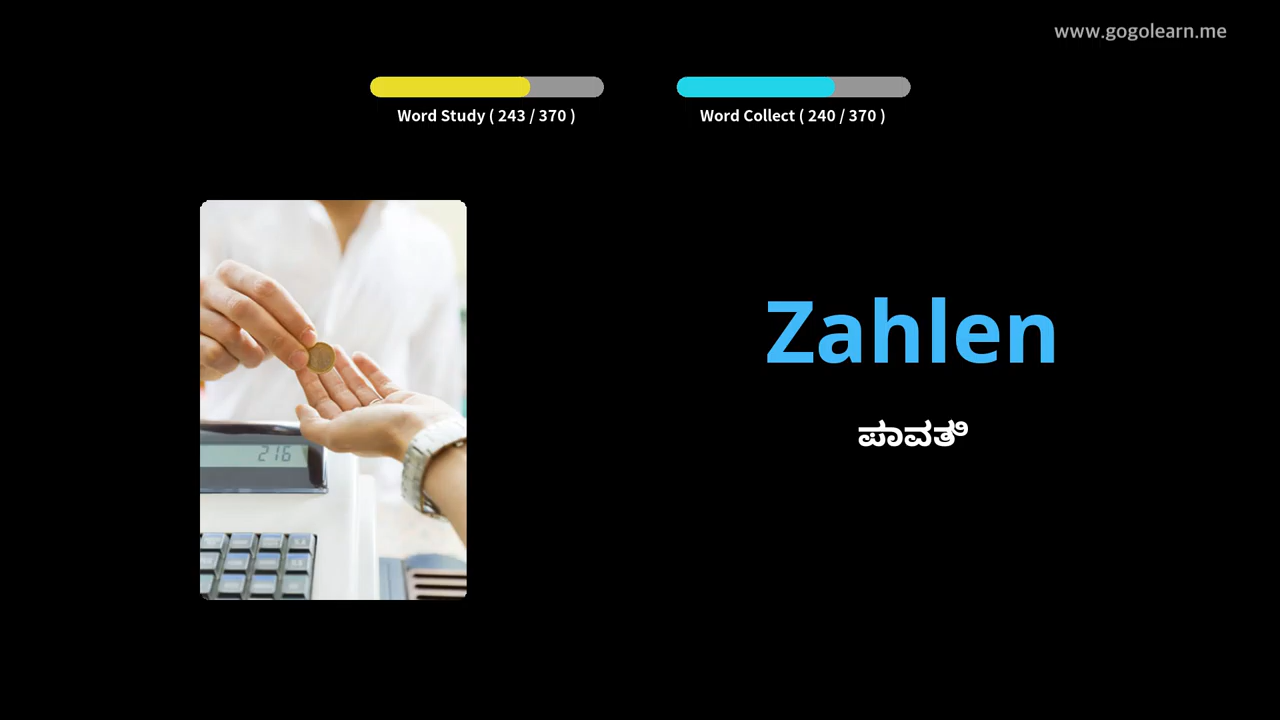 www.gogolearn.me
Word Study ( 243 / 370 )
Word Collect ( 240 / 370 )
216
Zahlen
ಪಾವತಿ